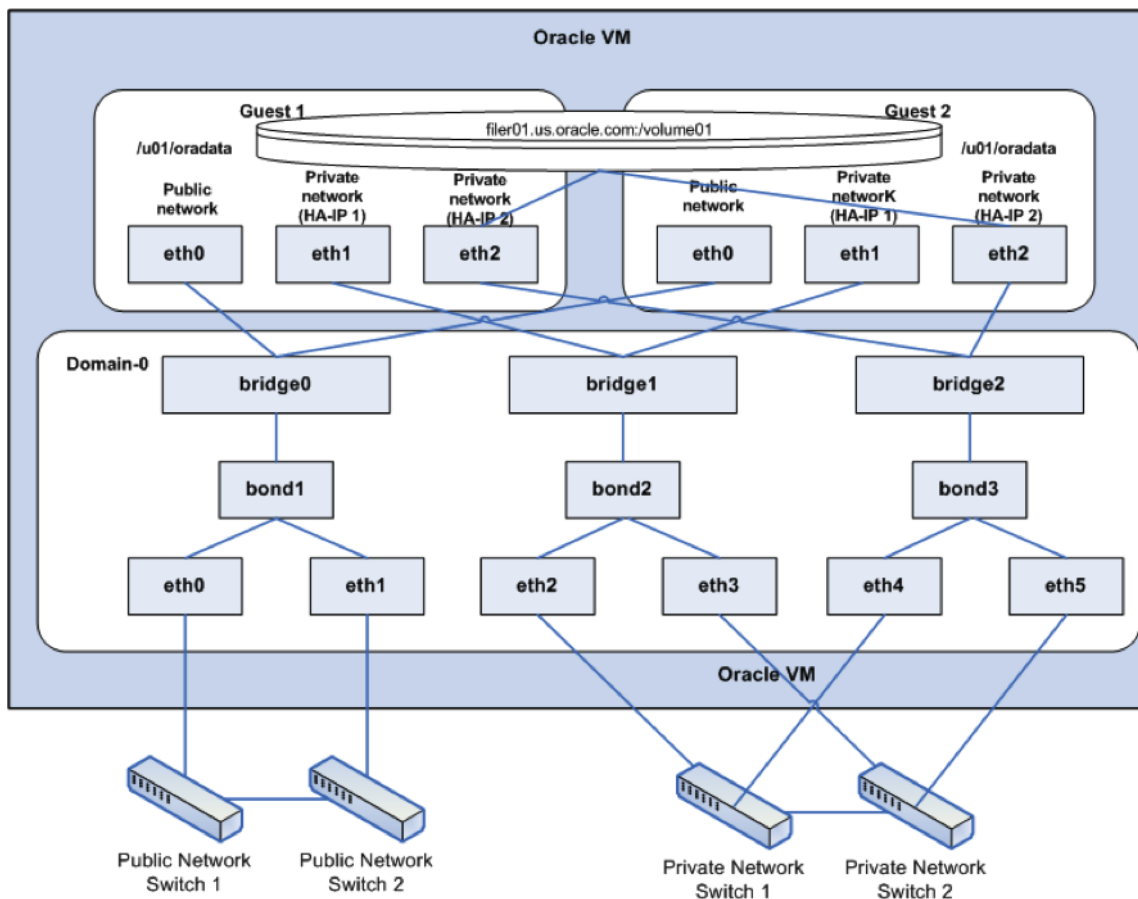 Oracle VM
Guest 1
Guest 2
filer01.us.oracle.com:/volume01
/u01/oradata
/u01/oradata
Public
network
Private
network
(HA-IP 1)
Private
network
(HA-IP 2)
Public
network
Private
networK
(HA-IP 1)
Private
network
(HA-IP 2)
eth0
eth1
eth2
eth0
eth1
eth2
Domain-0
bridge0
bridge1
bridge2
bond1
bond2
bond3
eth0
eth1
eth2
eth3
eth4
eth5
Oracle VM
Public Network
Switch 1
Public Network
Switch 2
Private Network
Switch 1
Private Network
Switch 2